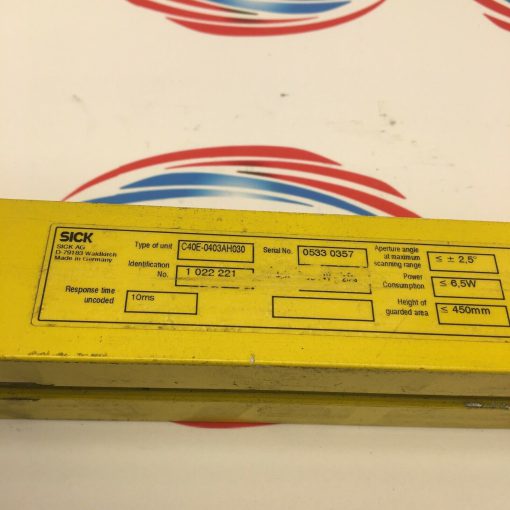 SICK
SICK AG
D-79183 Waldkirch
Made in Germany
Type of unit C40E-0403AH030
Identification
No. 1 022 221
Response time
uncoded 10ms
Serial No. 0533 0357
Aperture angle
at maximum
scanning range ≤ ± 2,5°
Power
Consumption ≤ 6,5W
Height of
guarded area ≤ 450mm